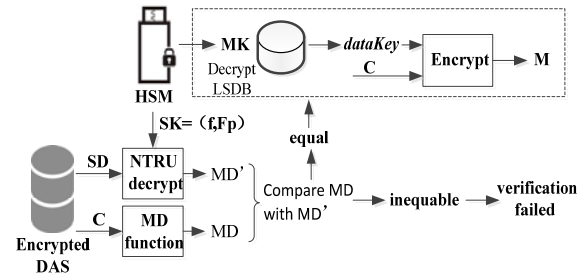 MK
Decrypt
LSDB
dataKey
C
Encrypt
M
HSM
SK=（f,Fp）
equal
SD
NTRU
decrypt
MD’
C
MD
function
MD
Encrypted
DAS
Compare MD
with MD’
inequable
verification
failed